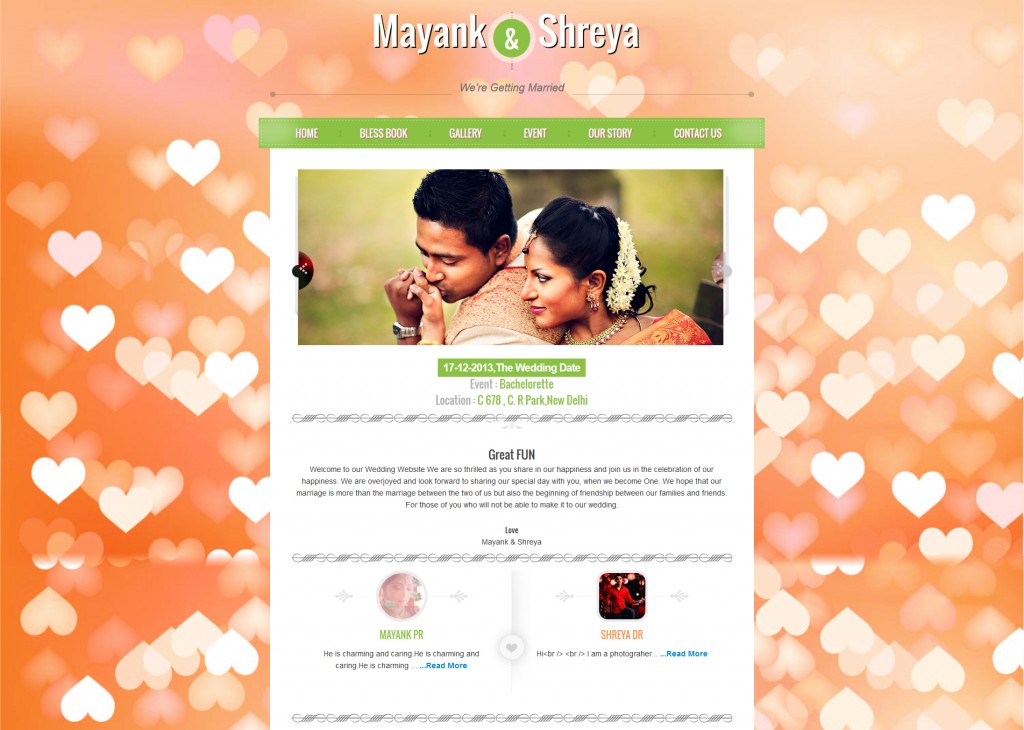 Mayank & Shreya
We're Getting Married
HOME : BLESS BOOK : GALLERY : EVENT : OUR STORY : CONTACT US
17-12-2013,The Wedding Date
Event : Bachelorette
Location : C 678 , C. R Park,New Delhi
Great FUN
Welcome to our Wedding Website We are so thrilled as you share in our happiness and join us in the celebration of our
happiness. We are overjoyed and look forward to sharing our special day with you, when we become One. We hope that our
marriage is more than the marriage between the two of us but also the beginning of friendship between our families and friends.
For those of you who will not be able to make it to our wedding.
Love
Mayank & Shreya
MAYANK PR
He is charming and caring.He is charming and
caring.He is charming ... ...Read More
SHREYA DR
Hi<br /> <br /> I am a photograher... ...Read More